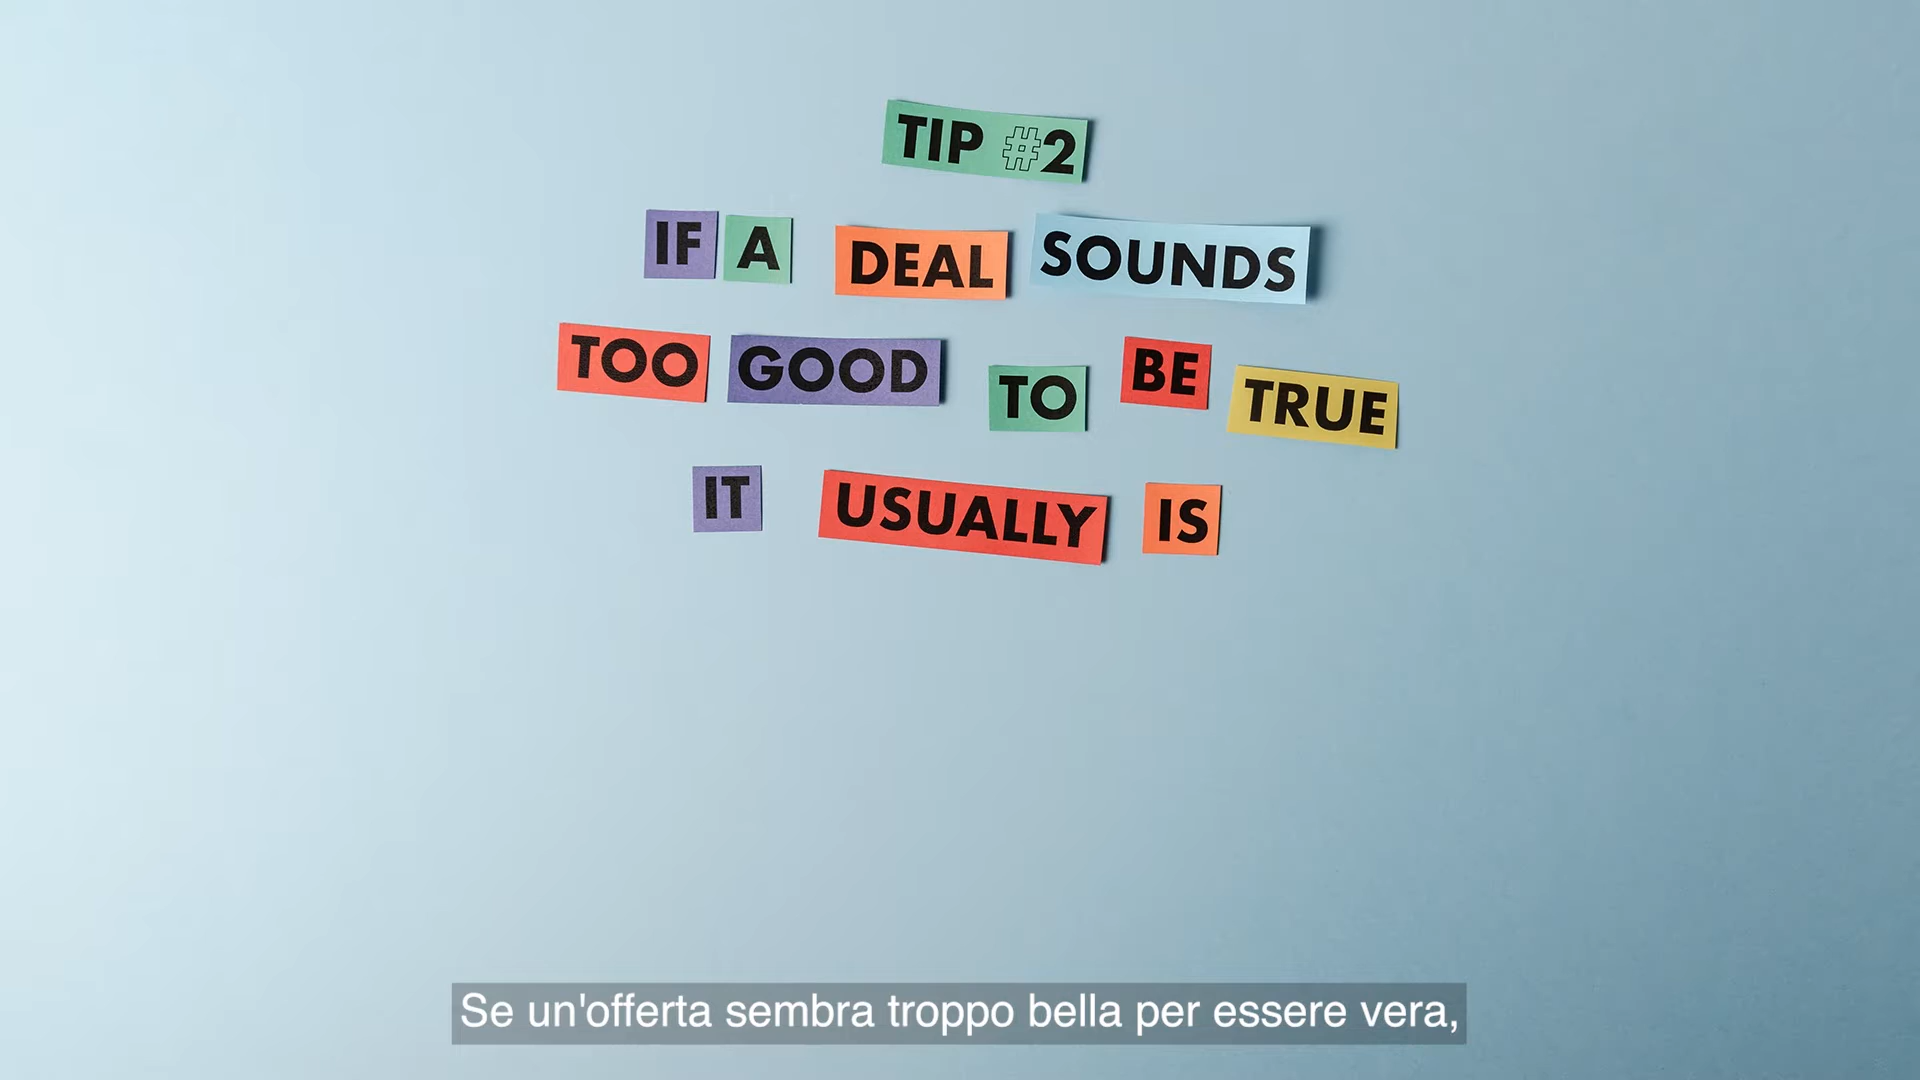 TIP #2
IF A DEAL SOUNDS
TOO GOOD TO BE TRUE
IT USUALLY IS
Se un'offerta sembra troppo bella per essere vera,